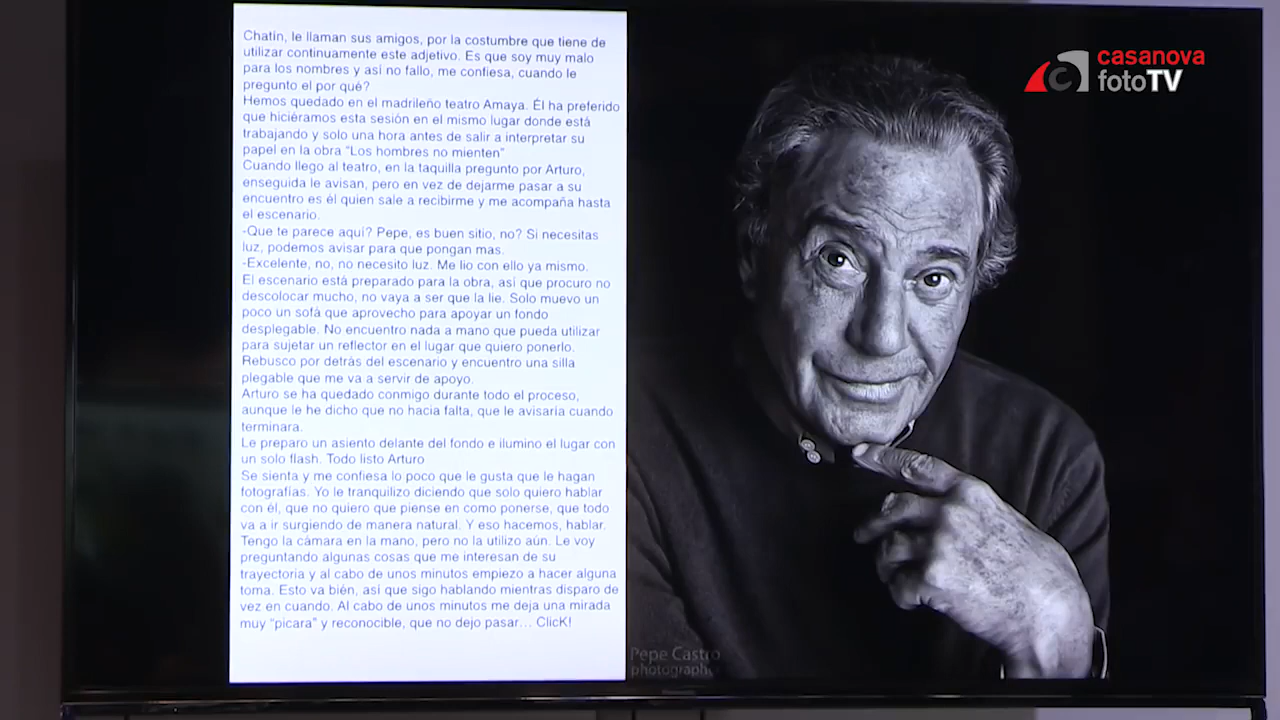 Chatín, le llaman sus amigos, por la costumbre que tiene de
utilizar continuamente este adjetivo. Es que soy muy malo
para los nombres y así no fallo, me confiesa, cuando le
pregunto el por qué?
Hemos quedado en el madrileño teatro Amaya. Él ha preferido
que hiciéramos esta sesión en el mismo lugar donde está
trabajando y solo una hora antes de salir a interpretar su
papel en la obra “Los hombres no mienten”
Cuando llego al teatro, en la taquilla pregunto por Arturo,
enseguida le avisan, pero en vez de dejarme pasar a su
encuentro es él quien sale a recibirme y me acompaña hasta
el escenario.
-Que te parece aquí? Pepe, es buen sitio, no? Si necesitas
luz, podemos avisar para que pongan mas.
-Excelente, no, no necesito luz. Me lio con ello ya mismo.
El escenario está preparado para la obra, así que procuro no
descolocar mucho, no vaya a ser que la lie. Solo muevo un
poco un sofá que aprovecho para apoyar un fondo
desplegable. No encuentro nada a mano que pueda utilizar
para sujetar un reflector en el lugar que quiero ponerlo.
Rebusco por detrás del escenario y encuentro una silla
plegable que me va a servir de apoyo.
Arturo se ha quedado conmigo durante todo el proceso,
aunque le he dicho que no hacia falta, que le avisaría cuando
terminara.
Le preparo un asiento delante del fondo e ilumino el lugar con
un solo flash. Todo listo Arturo
Se sienta y me confiesa lo poco que le gusta que le hagan
fotografías. Yo le tranquilizo diciendo que solo quiero hablar
con él, que no quiero que piense en como ponerse, que todo
va a ir surgiendo de manera natural. Y eso hacemos, hablar.
Tengo la cámara en la mano, pero no la utilizo aún. Le voy
preguntando algunas cosas que me interesan de su
trayectoria y al cabo de unos minutos empiezo a hacer alguna
toma. Esto va bién, así que sigo hablando mientras disparo de
vez en cuando. Al cabo de unos minutos me deja una mirada
muy “picara” y reconocible, que no dejo pasar… ClicK!
casanova
fotoTV
Pepe Castro
photographer